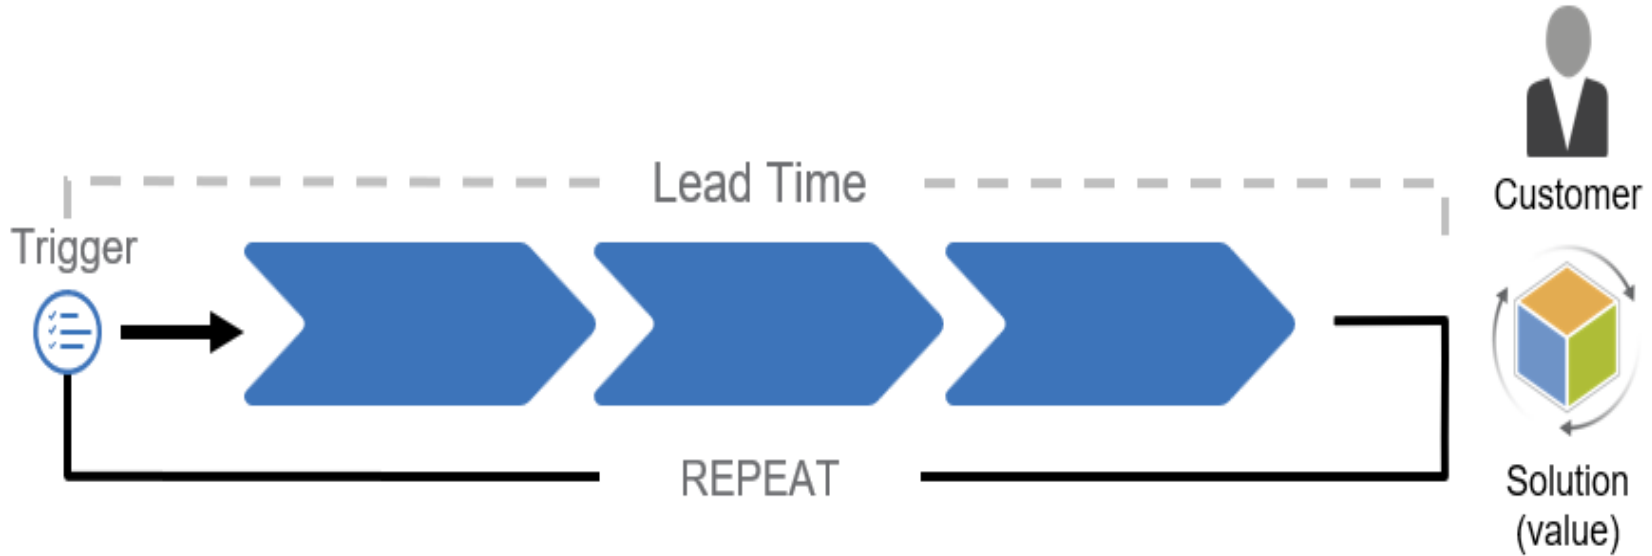 Lead Time
Trigger
REPEAT
Customer
Solution
(value)